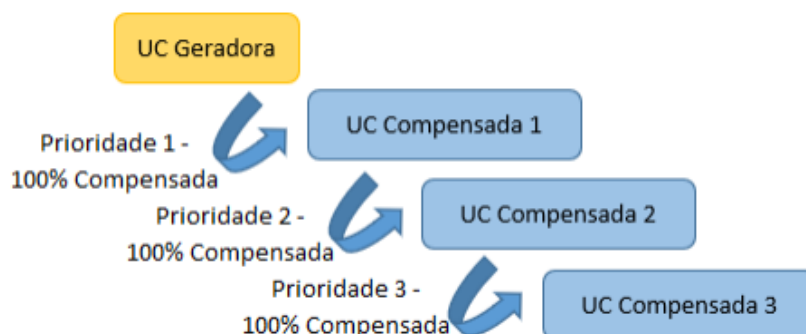 UC Geradora
UC Compensada 1
Prioridade 1 -
100% Compensada
UC Compensada 2
Prioridade 2 -
100% Compensada
UC Compensada 3
Prioridade 3 -
100% Compensada